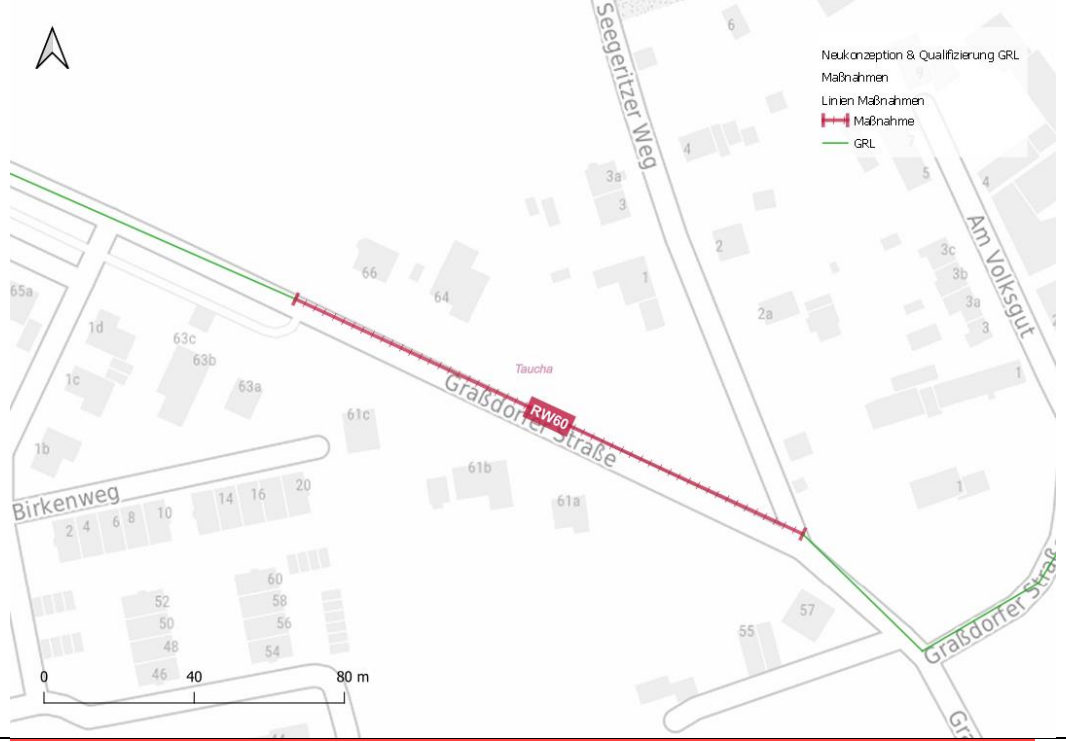 Neukonzeption & Qualifizierung GRL
Maßnahmen
Linien Maßnahmen
Maßnahme
GRL
Seegeritzer Weg
6
4
5
4
3a
3
2
1
Am Volksgut
3c
3b
3a
3
2a
1
66
64
65a
1d
63c
63b
63a
1c
61c
Taucha
Graßdorfer Straße
RW60
1b
61b
61a
1
Birkenweg
2
4
6
8
10
14
16
20
60
58
56
54
52
50
48
46
57
55
Graßdorfer Straße
0
40
80 m